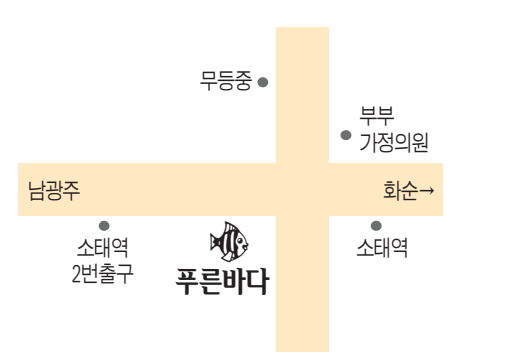 무등중
부부
가정의원
남광주
화순→
소태역
2번출구
푸른바다
소태역